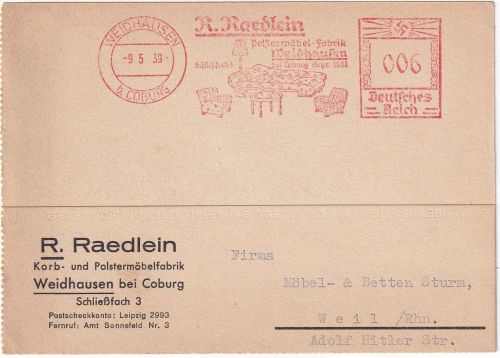 WEIDHAUSEN
-9 5 39-
b. COBURG
R. Raedlein
Polstermöbel-Fabrik
Weidhausen
Schließfach 3
bei Coburg Gegr. 1881
006
Deutsches
Reich
R. Raedlein
Korb- und Polstermöbelfabrik
Weidhausen bei Coburg
Schließfach 3
Postscheckkonto: Leipzig 2993
Fernruf: Amt Sonnefeld Nr. 3
Firma
Möbel- & Betten Sturm,
Weil /Rhn.
Adolf Hitler Str.